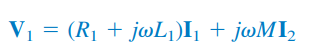 V₁ = (R₁ + jωL₁)I₁ + jωMI₂